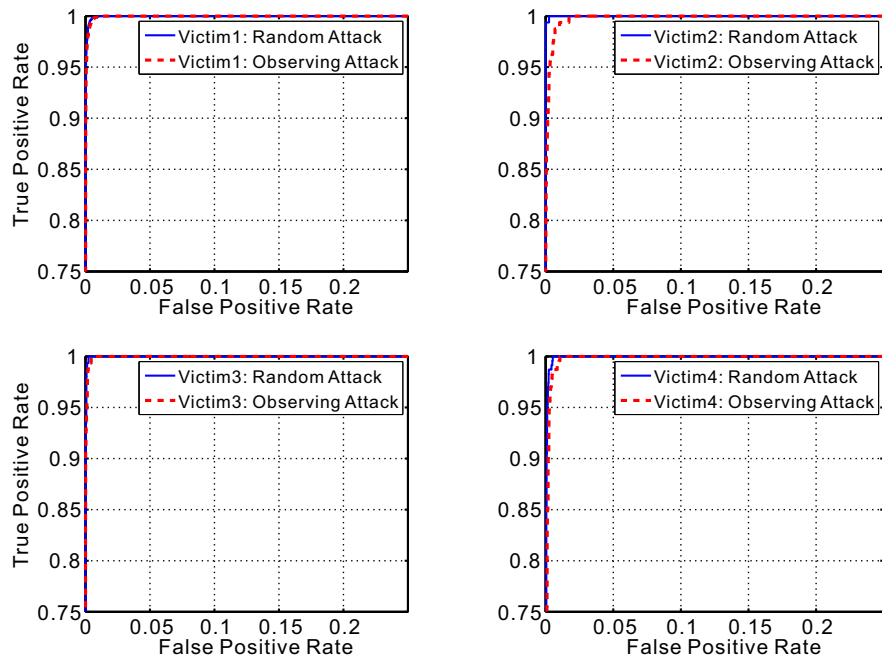 1
0.95
0.9
0.85
0.8
0.75
True Positive Rate
Victim1: Random Attack
Victim1: Observing Attack
0 0.05 0.1 0.15 0.2
False Positive Rate
1
0.95
0.9
0.85
0.8
0.75
Victim2: Random Attack
Victim2: Observing Attack
0 0.05 0.1 0.15 0.2
False Positive Rate
1
0.95
0.9
0.85
0.8
0.75
True Positive Rate
Victim3: Random Attack
Victim3: Observing Attack
0 0.05 0.1 0.15 0.2
False Positive Rate
1
0.95
0.9
0.85
0.8
0.75
Victim4: Random Attack
Victim4: Observing Attack
0 0.05 0.1 0.15 0.2
False Positive Rate